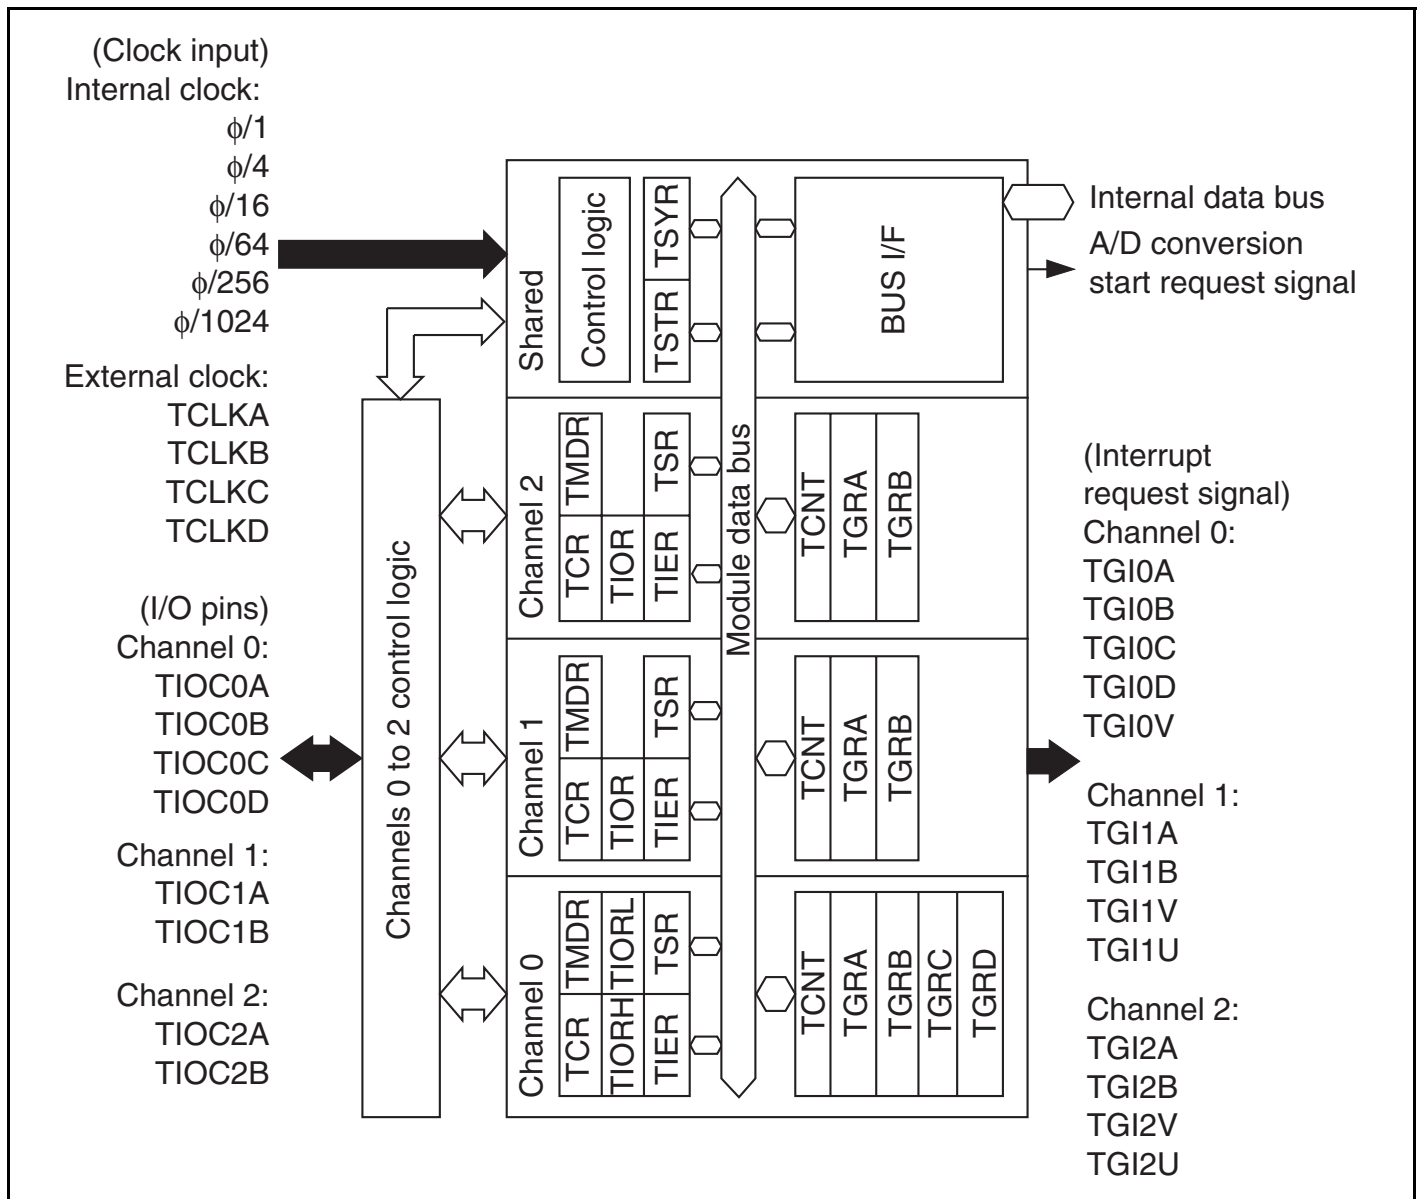 (Clock input)
Internal clock:
ϕ/1
ϕ/4
ϕ/16
ϕ/64
ϕ/256
ϕ/1024
External clock:
TCLKA
TCLKB
TCLKC
TCLKD
(I/O pins)
Channel 0:
TIOC0A
TIOC0B
TIOC0C
TIOC0D
Channel 1:
TIOC1A
TIOC1B
Channel 2:
TIOC2A
TIOC2B
Channels 0 to 2 control logic
Shared
Control logic
TSYR
TSTR
BUS I/F
Channel 2
TMDR
TSR
TCR
TIOR
TIER
TCNT
TGRA
TGRB
Channel 1
TMDR
TSR
TCR
TIOR
TIER
TCNT
TGRA
TGRB
Channel 0
TMDR
TIORL
TSR
TCR
TIORH
TIER
TCNT
TGRA
TGRB
TGRC
TGRD
Module data bus
Internal data bus
A/D conversion
start request signal
(Interrupt
request signal)
Channel 0:
TGI0A
TGI0B
TGI0C
TGI0D
TGI0V
Channel 1:
TGI1A
TGI1B
TGI1V
TGI1U
Channel 2:
TGI2A
TGI2B
TGI2V
TGI2U